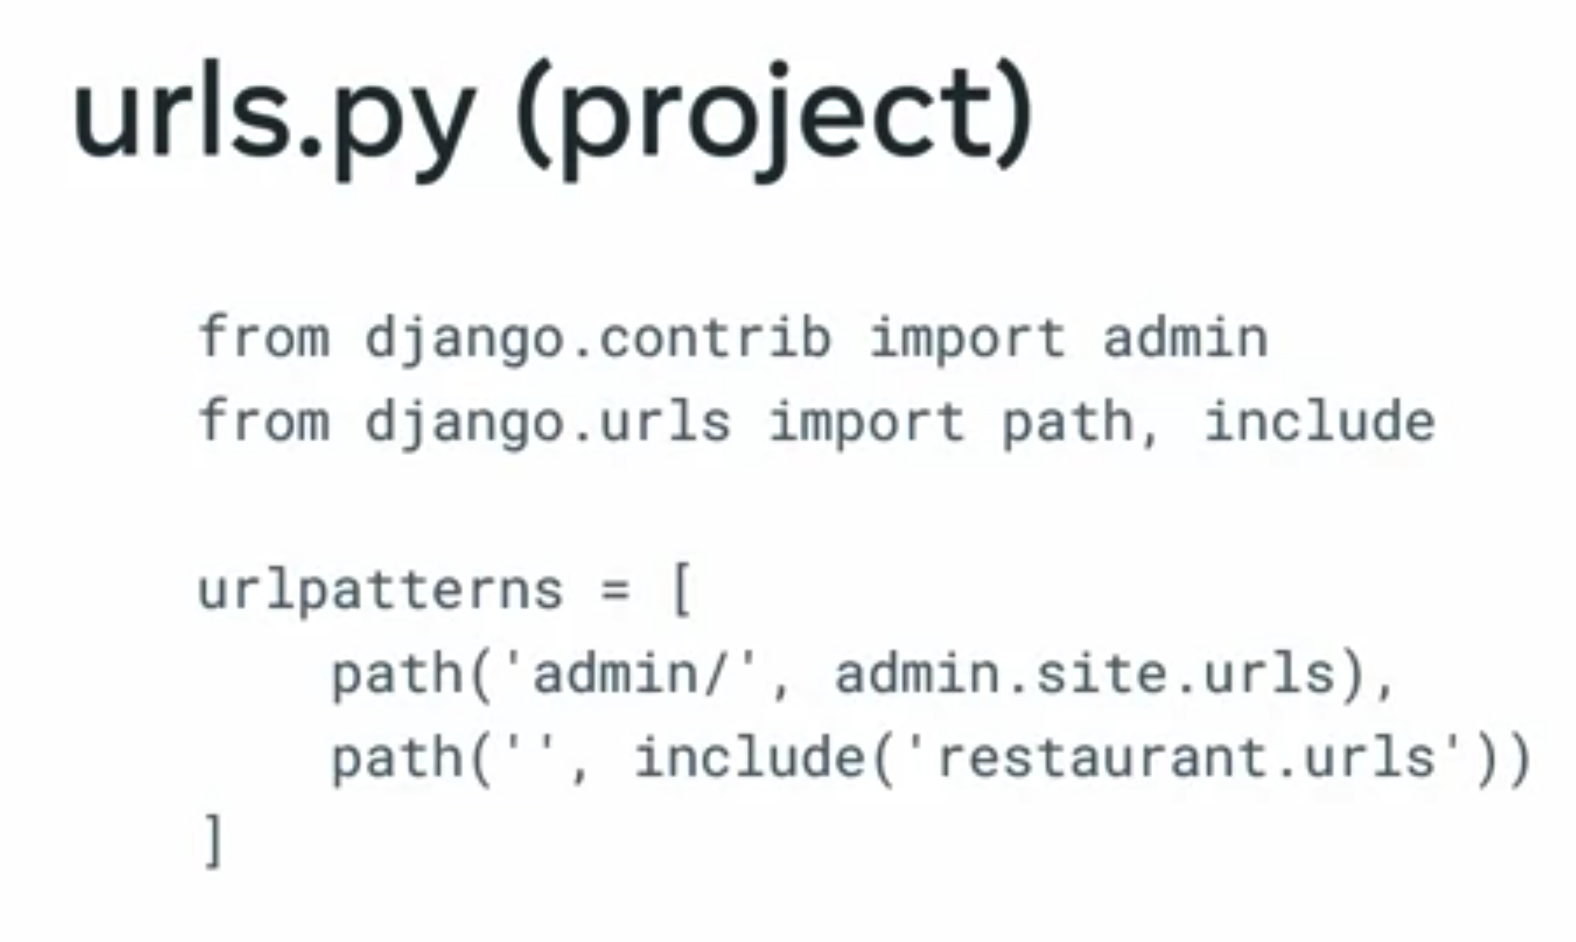 urls.py (project)
from django.contrib import admin
from django.urls import path, include
urlpatterns = [
    path('admin/', admin.site.urls),
    path('', include('restaurant.urls'))
]